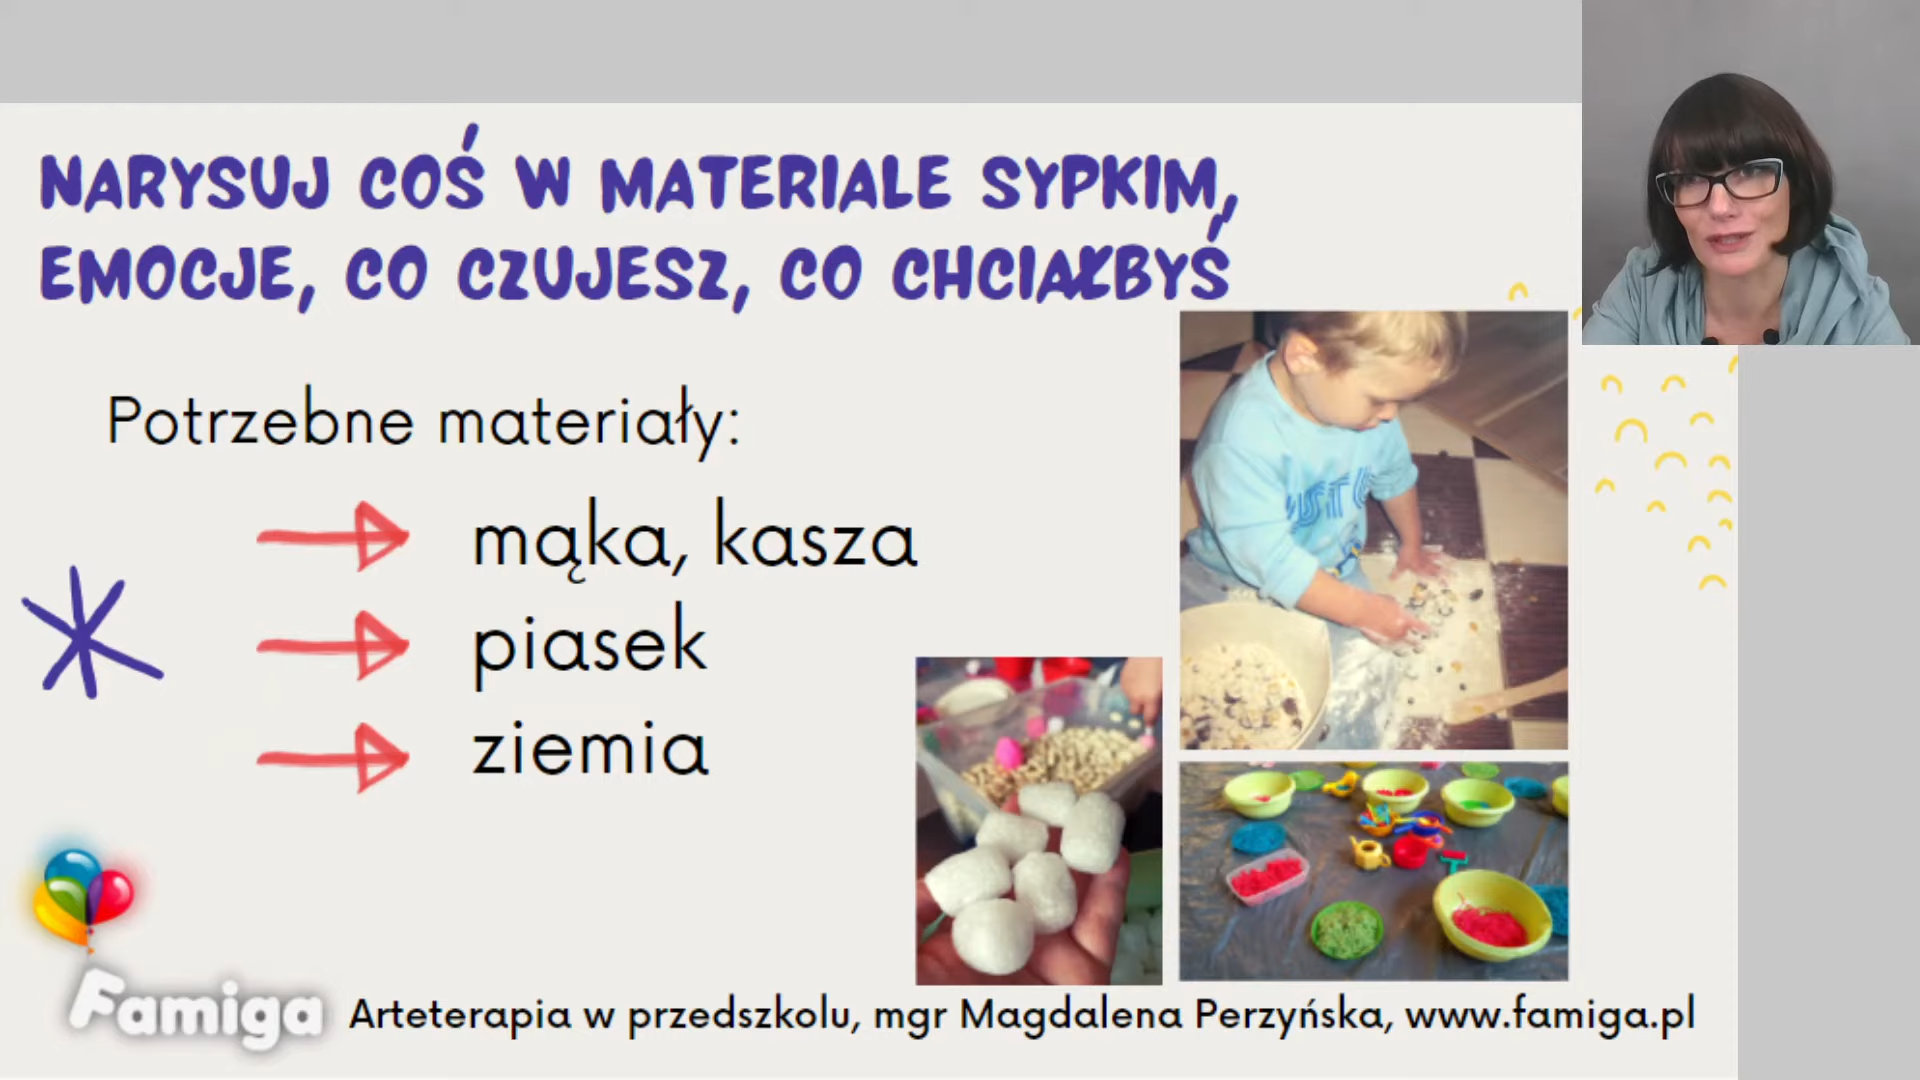 NARYSUJ COŚ W MATERIALE SYPKIM,
EMOCJE, CO CZUJESZ, CO CHCIAŁBYŚ
Potrzebne materiały:
mąka, kasza
piasek
ziemia
Famiga
Arteterapia w przedszkolu, mgr Magdalena Perzyńska, www.famiga.pl